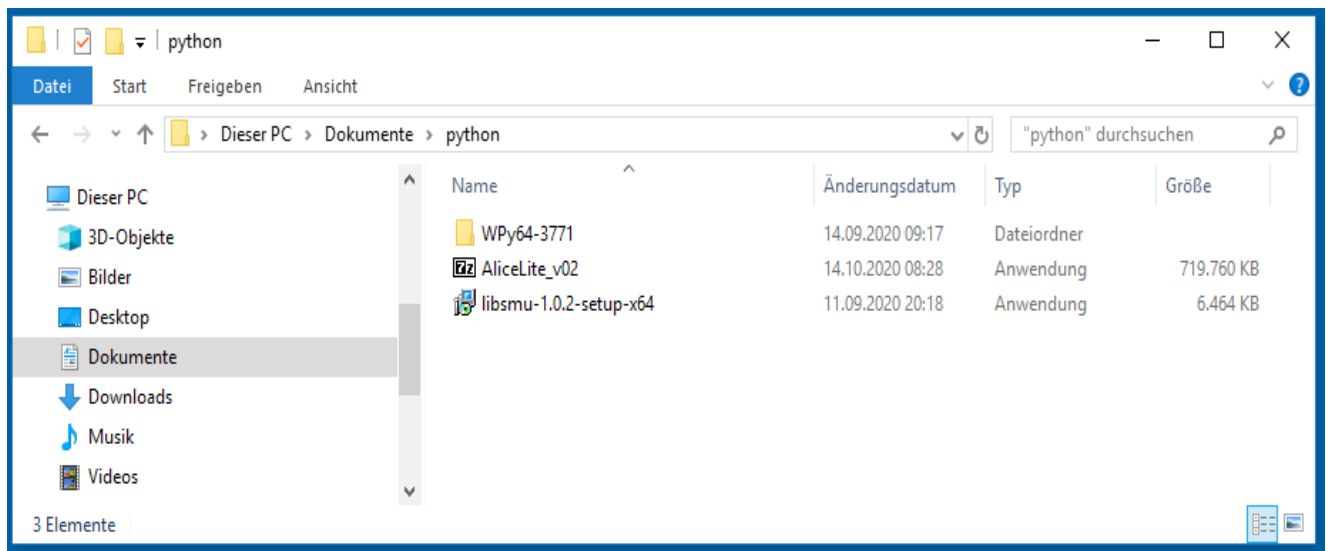 python
Datei Start Freigeben Ansicht
Dieser PC > Dokumente > python "python" durchsuchen
Dieser PC
3D-Objekte
Bilder
Desktop
Dokumente
Downloads
Musik
Videos
Name Änderungsdatum Typ Größe
WPy64-3771 14.09.2020 09:17 Dateiordner
7z AliceLite_v02 14.10.2020 08:28 Anwendung 719.760 KB
libsmu-1.0.2-setup-x64 11.09.2020 20:18 Anwendung 6.464 KB
3 Elemente